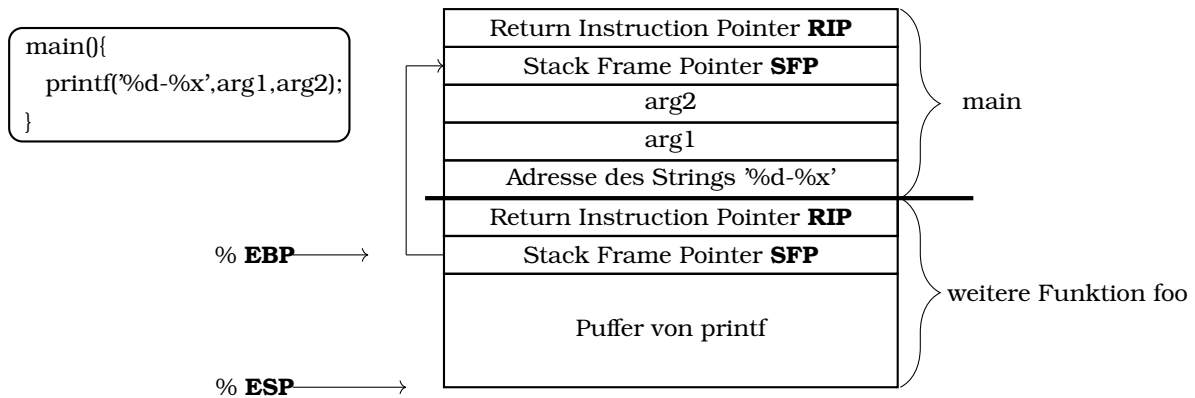 main(){
printf('%d-%x',arg1,arg2);
}
Return Instruction Pointer RIP
Stack Frame Pointer SFP
arg2
arg1
Adresse des Strings ’%d-%x’
Return Instruction Pointer RIP
Stack Frame Pointer SFP
Puffer von printf
main
weitere Funktion foo
% EBP
% ESP